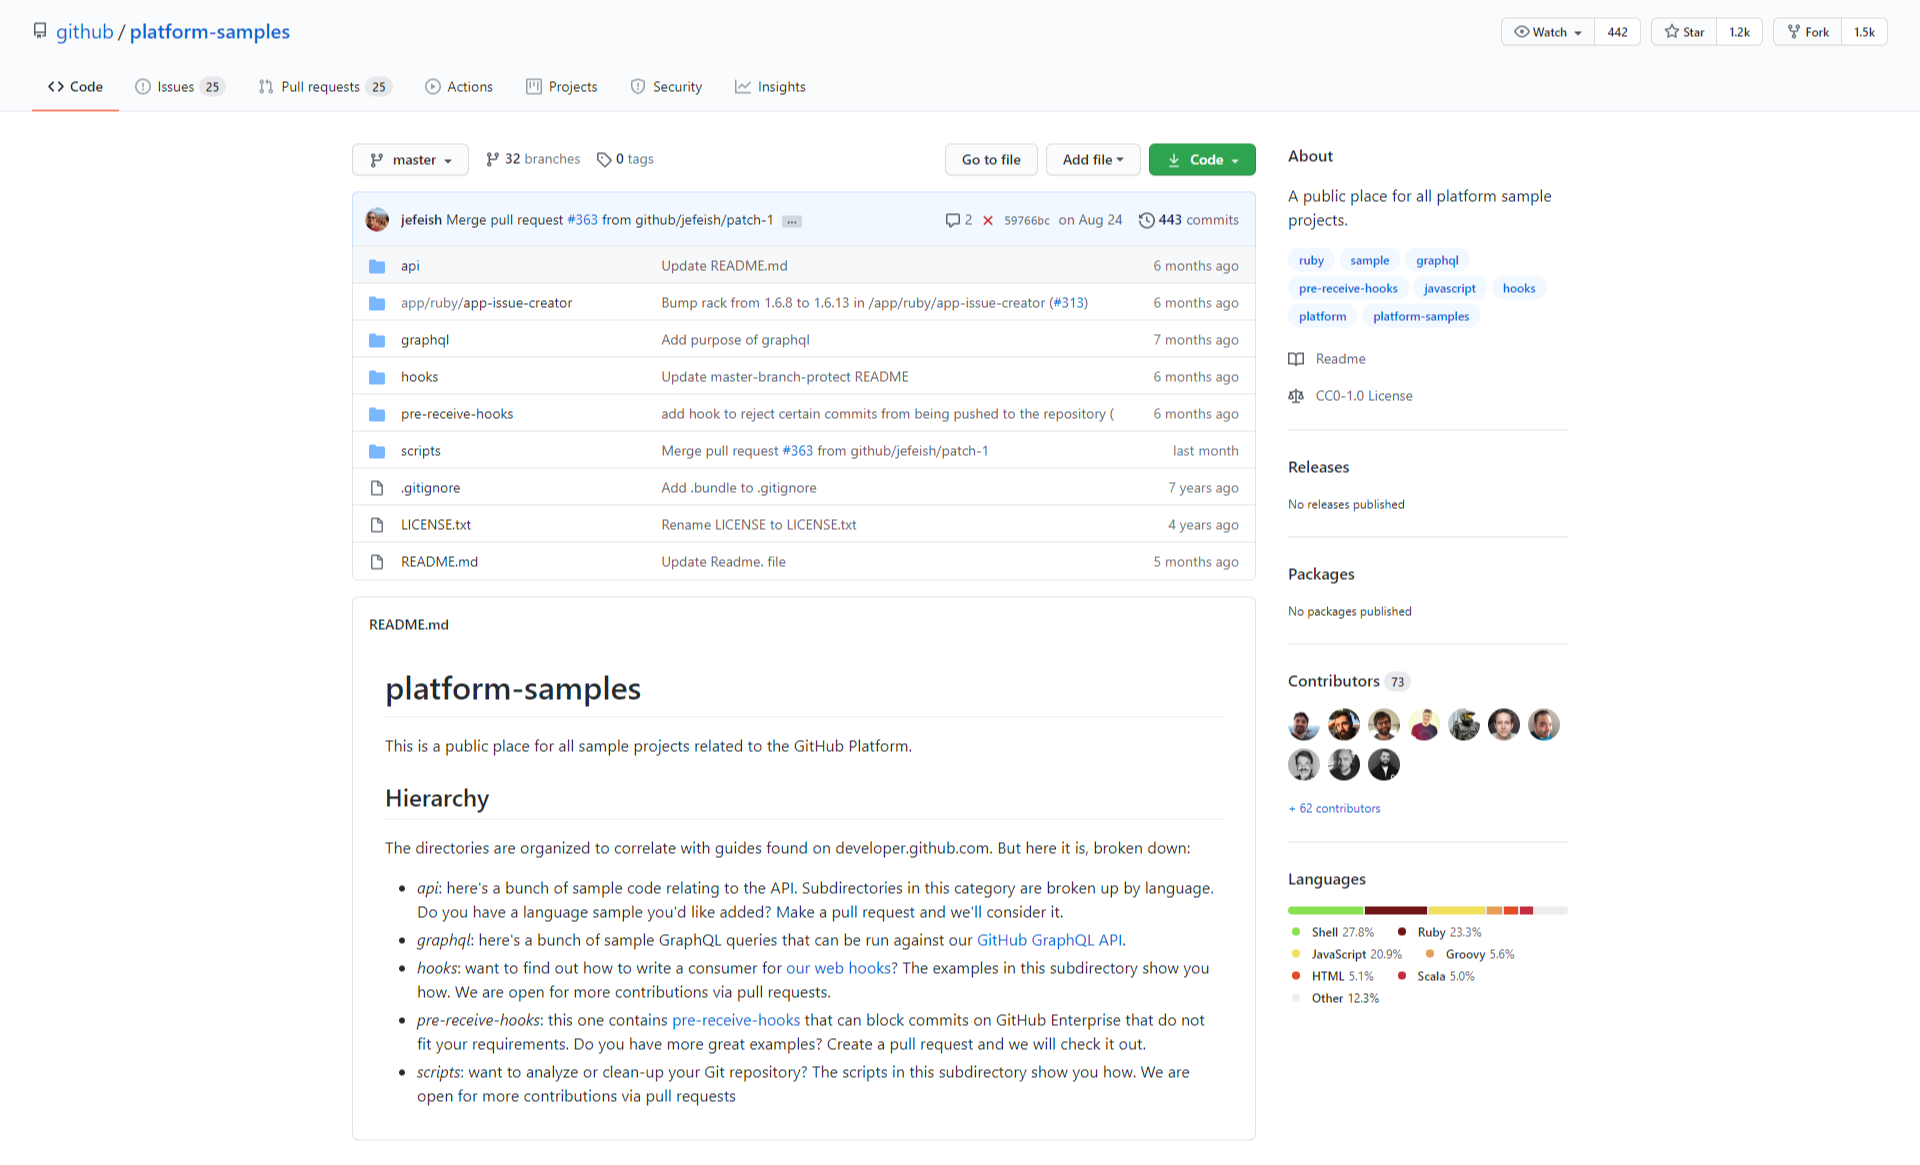 github / platform-samples
Watch 442 Star 1.2k Fork 1.5k
Code Issues 25 Pull requests 25 Actions Projects Security Insights
master 32 branches 0 tags Go to file Add file Code
jefeish Merge pull request #363 from github/jefeish/patch-1 ... 2 59766bc on Aug 24 443 commits
api Update README.md 6 months ago
app/ruby/app-issue-creator Bump rack from 1.6.8 to 1.6.13 in /app/ruby/app-issue-creator (#313) 6 months ago
graphql Add purpose of graphql 7 months ago
hooks Update master-branch-protect README 6 months ago
pre-receive-hooks add hook to reject certain commits from being pushed to the repository ( 6 months ago
scripts Merge pull request #363 from github/jefeish/patch-1 last month
.gitignore Add .bundle to .gitignore 7 years ago
LICENSE.txt Rename LICENSE to LICENSE.txt 4 years ago
README.md Update Readme. file 5 months ago
README.md
platform-samples
This is a public place for all sample projects related to the GitHub Platform.
Hierarchy
The directories are organized to correlate with guides found on developer.github.com. But here it is, broken down:
• api: here's a bunch of sample code relating to the API. Subdirectories in this category are broken up by language.
Do you have a language sample you'd like added? Make a pull request and we'll consider it.
• graphql: here's a bunch of sample GraphQL queries that can be run against our GitHub GraphQL API.
• hooks: want to find out how to write a consumer for our web hooks? The examples in this subdirectory show you
how. We are open for more contributions via pull requests.
• pre-receive-hooks: this one contains pre-receive-hooks that can block commits on GitHub Enterprise that do not
fit your requirements. Do you have more great examples? Create a pull request and we will check it out.
• scripts: want to analyze or clean-up your Git repository? The scripts in this subdirectory show you how. We are
open for more contributions via pull requests
About
A public place for all platform sample
projects.
ruby sample graphql
pre-receive-hooks javascript hooks
platform platform-samples
Readme
CC0-1.0 License
Releases
No releases published
Packages
No packages published
Contributors 73
+ 62 contributors
Languages
Shell 27.8% Ruby 23.3%
JavaScript 20.9% Groovy 5.6%
HTML 5.1% Scala 5.0%
Other 12.3%